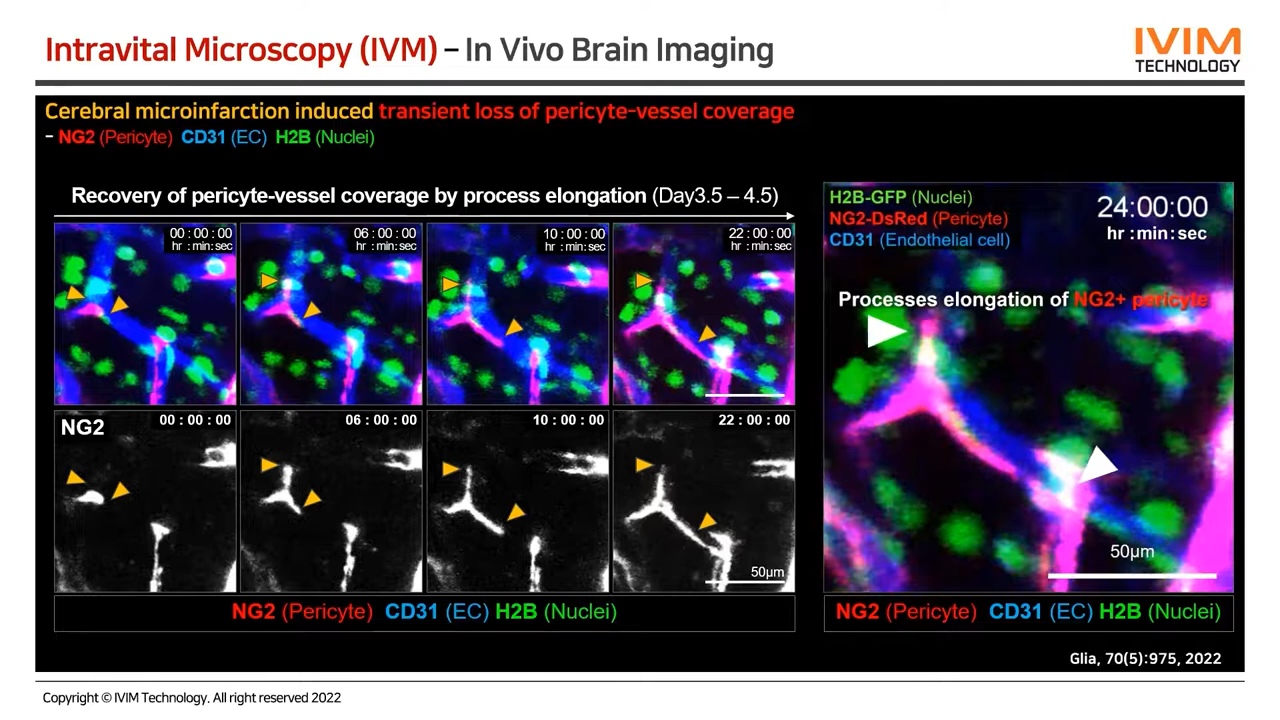 Intravital Microscopy (IVM) – In Vivo Brain Imaging
IVIM
TECHNOLOGY
Cerebral microinfarction induced transient loss of pericyte-vessel coverage
– NG2 (Pericyte) CD31 (EC) H2B (Nuclei)
Recovery of pericyte-vessel coverage by process elongation (Day3.5 – 4.5)
00 : 00 : 00
hr : min : sec
06 : 00 : 00
hr : min : sec
10 : 00 : 00
hr : min : sec
22 : 00 : 00
hr : min : sec
NG2
00 : 00 : 00
06 : 00 : 00
10 : 00 : 00
22 : 00 : 00
50µm
NG2 (Pericyte) CD31 (EC) H2B (Nuclei)
H2B-GFP (Nuclei)
NG2-DsRed (Pericyte)
CD31 (Endothelial cell)
24:00:00
hr : min : sec
Processes elongation of NG2+ pericyte
50µm
NG2 (Pericyte) CD31 (EC) H2B (Nuclei)
Glia, 70(5):975, 2022
Copyright © IVIM Technology. All right reserved 2022